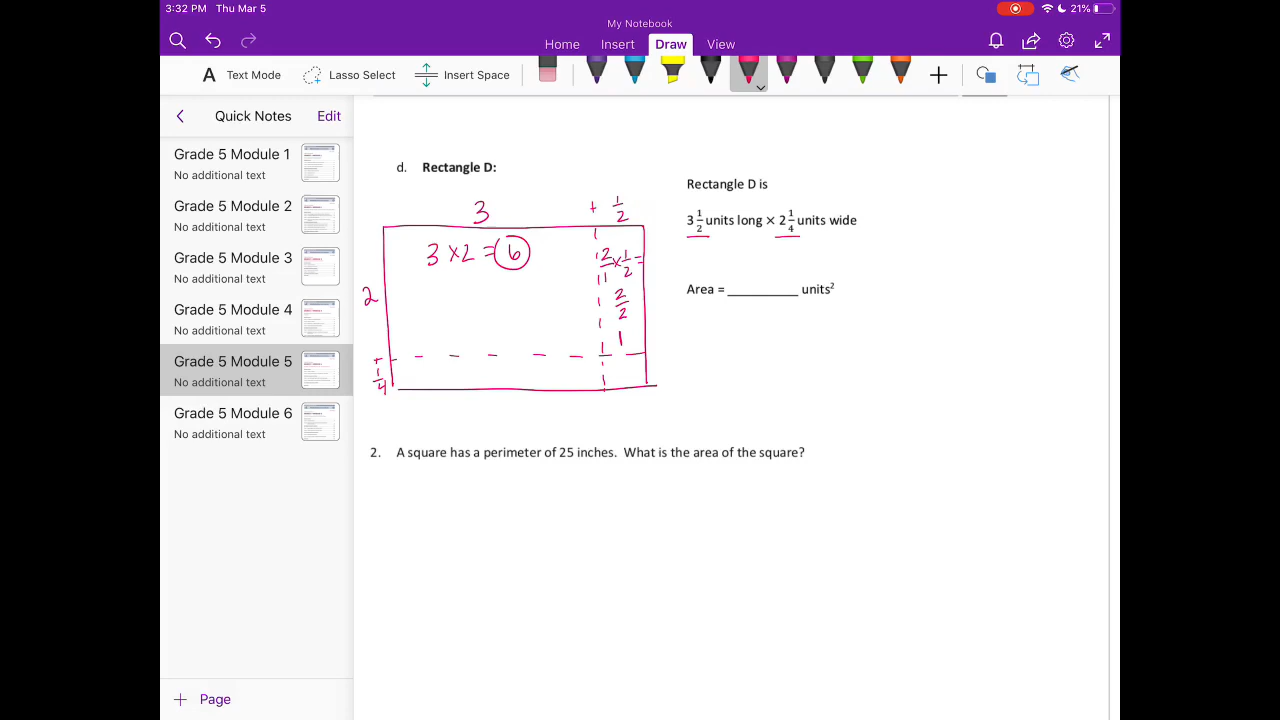 3:32 PM Thu Mar 5
21%
My Notebook
Home Insert Draw View
A Text Mode Lasso Select Insert Space
Quick Notes Edit
Grade 5 Module 1
No additional text
Grade 5 Module 2
No additional text
Grade 5 Module 3
No additional text
Grade 5 Module 4
No additional text
Grade 5 Module 5
No additional text
Grade 5 Module 6
No additional text
+ Page
d. Rectangle D:
3 + 1/2
2
+ 1/4
3 x 2 = 6
2/1 x 1/2 =
2/2
1
Rectangle D is
3 1/2 units long × 2 1/4 units wide
Area = __________ units²
2. A square has a perimeter of 25 inches. What is the area of the square?